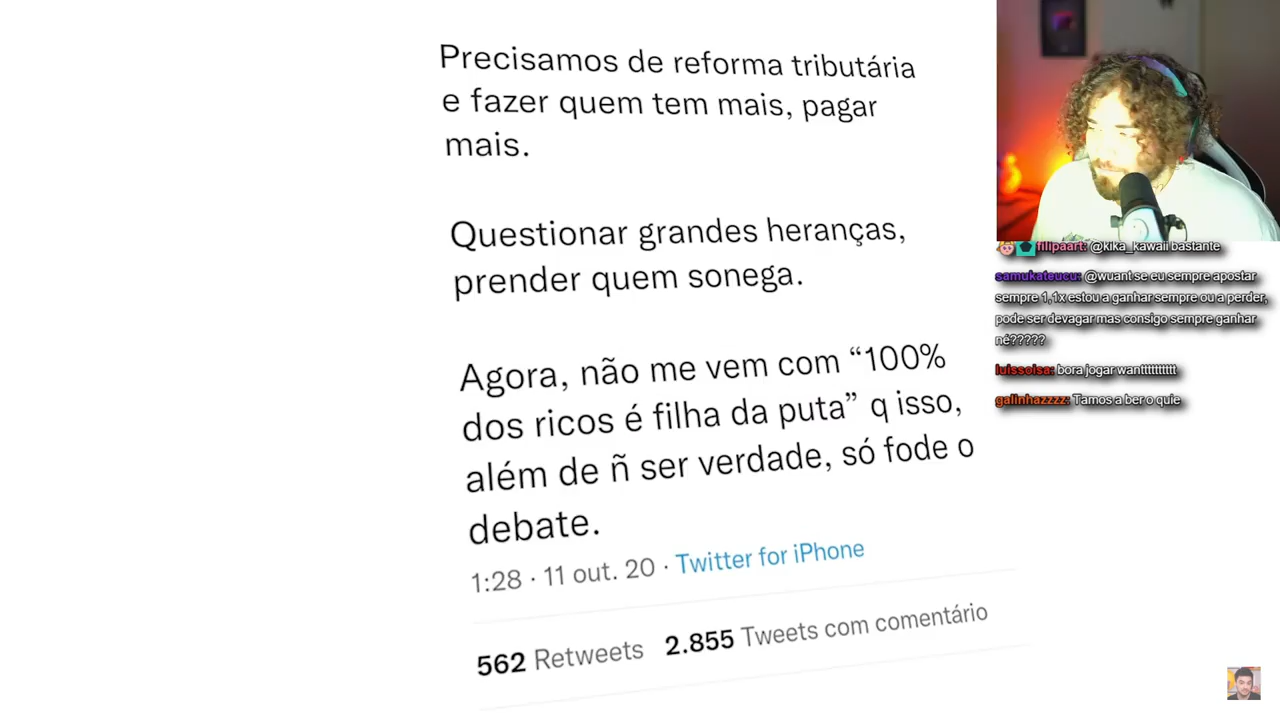 Precisamos de reforma tributária
e fazer quem tem mais, pagar
mais.
Questionar grandes heranças,
prender quem sonega.
Agora, não me vem com “100%
dos ricos é filha da puta” q isso,
além de ñ ser verdade, só fode o
debate.
1:28 · 11 out. 20 · Twitter for iPhone
562 Retweets 2.855 Tweets com comentário
filipaart: @kika_kawaii bastante
samukateucu: @wuant se eu sempre apostar
sempre 1,1x estou a ganhar sempre ou a perder,
pode ser devagar mas consigo sempre ganhar
né?????
luissoisa: bora jogar wanttttttttttt
galinhazzzz: Tamos a ber o quie